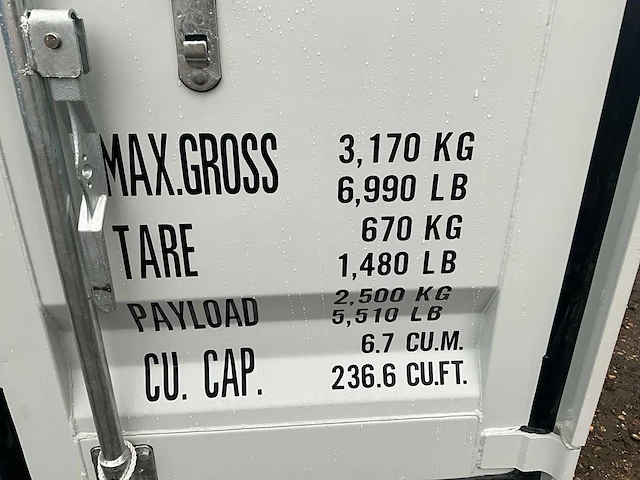 MAX.GROSS 3,170 KG
6,990 LB
TARE 670 KG
1,480 LB
PAYLOAD 2,500 KG
5,510 LB
CU. CAP. 6.7 CU.M.
236.6 CU.FT.